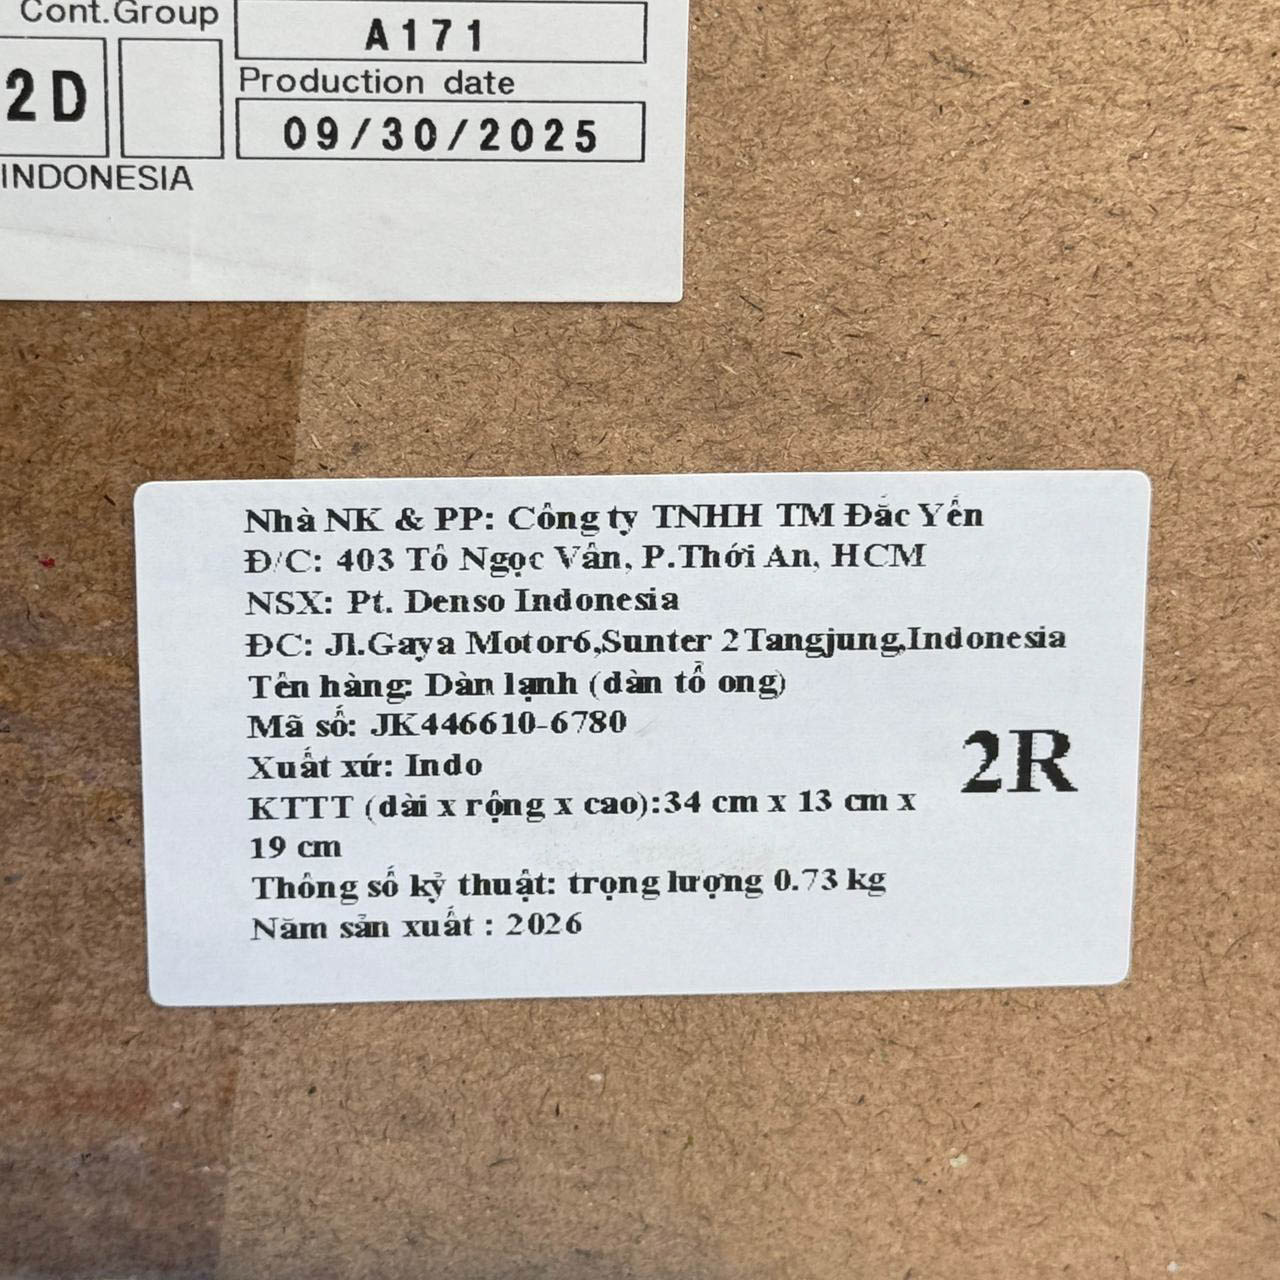 Cont.Group
A171
2D
Production date
09/30/2025
INDONESIA
Nhà NK & PP: Công ty TNHH TM Đắc Yến
Đ/C: 403 Tô Ngọc Vân, P.Thới An, HCM
NSX: Pt. Denso Indonesia
ĐC: Jl.Gaya Motor6,Sunter 2Tangjung,Indonesia
Tên hàng: Dàn lạnh (dàn tổ ong)
Mã số: JK446610-6780
Xuất xứ: Indo
2R
KTTT (dài x rộng x cao):34 cm x 13 cm x
19 cm
Thông số kỷ thuật: trọng lượng 0.73 kg
Năm sản xuất : 2026